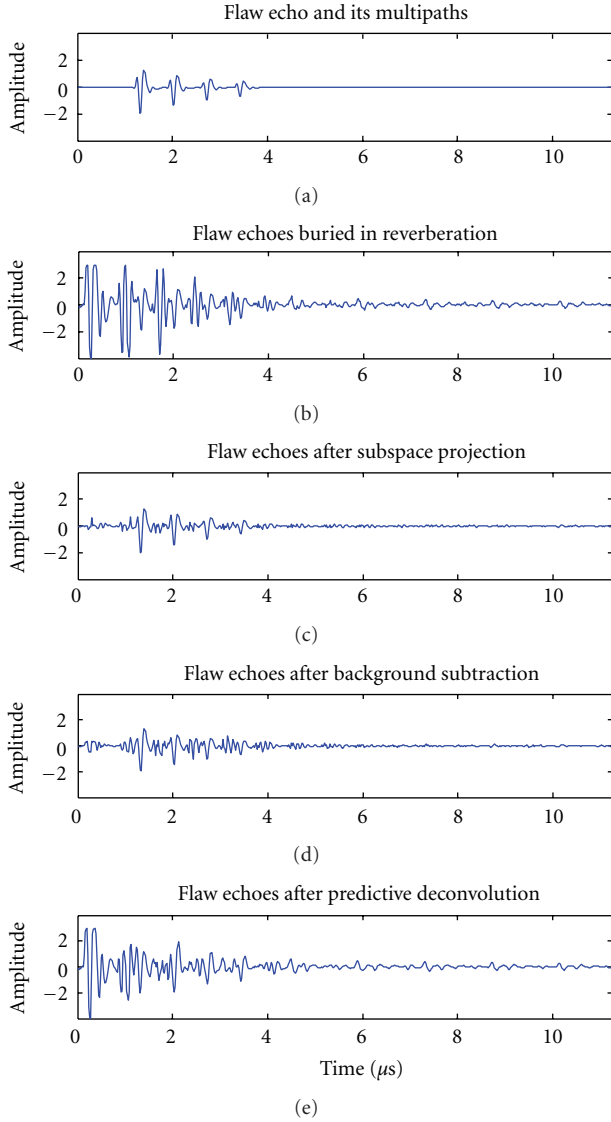 Flaw echo and its multipaths
Amplitude
2
0
−2
0 2 4 6 8 10
(a)
Flaw echoes buried in reverberation
Amplitude
2
0
−2
0 2 4 6 8 10
(b)
Flaw echoes after subspace projection
Amplitude
2
0
−2
0 2 4 6 8 10
(c)
Flaw echoes after background subtraction
Amplitude
2
0
−2
0 2 4 6 8 10
(d)
Flaw echoes after predictive deconvolution
Amplitude
2
0
−2
0 2 4 6 8 10
Time (μs)
(e)